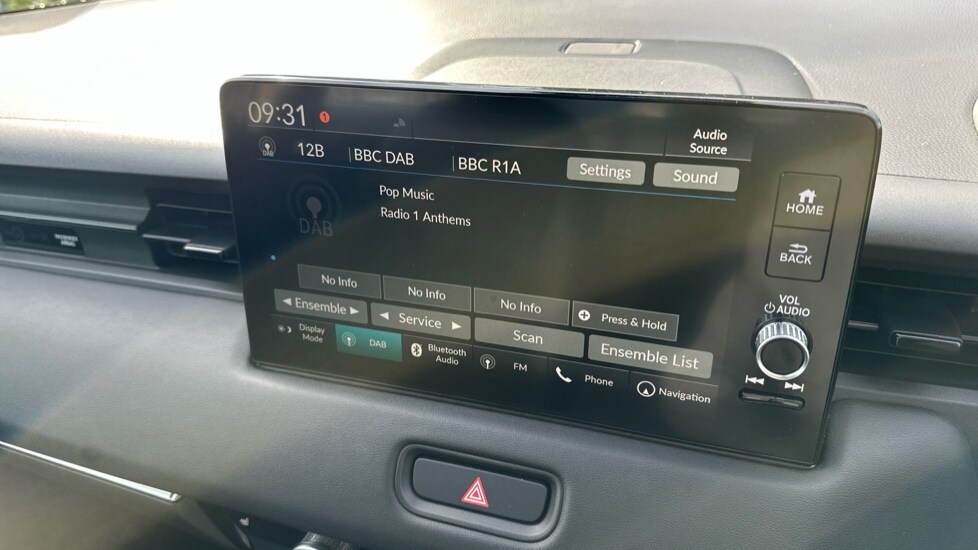 09:31 1
Audio
Source
DAB 12B BBC DAB BBC R1A Settings Sound
Pop Music
Radio 1 Anthems
DAB
HOME
BACK
No Info No Info No Info Press & Hold
Ensemble Service Scan Ensemble List
VOL
AUDIO
Display
Mode
DAB
Bluetooth
Audio
FM
Phone
Navigation